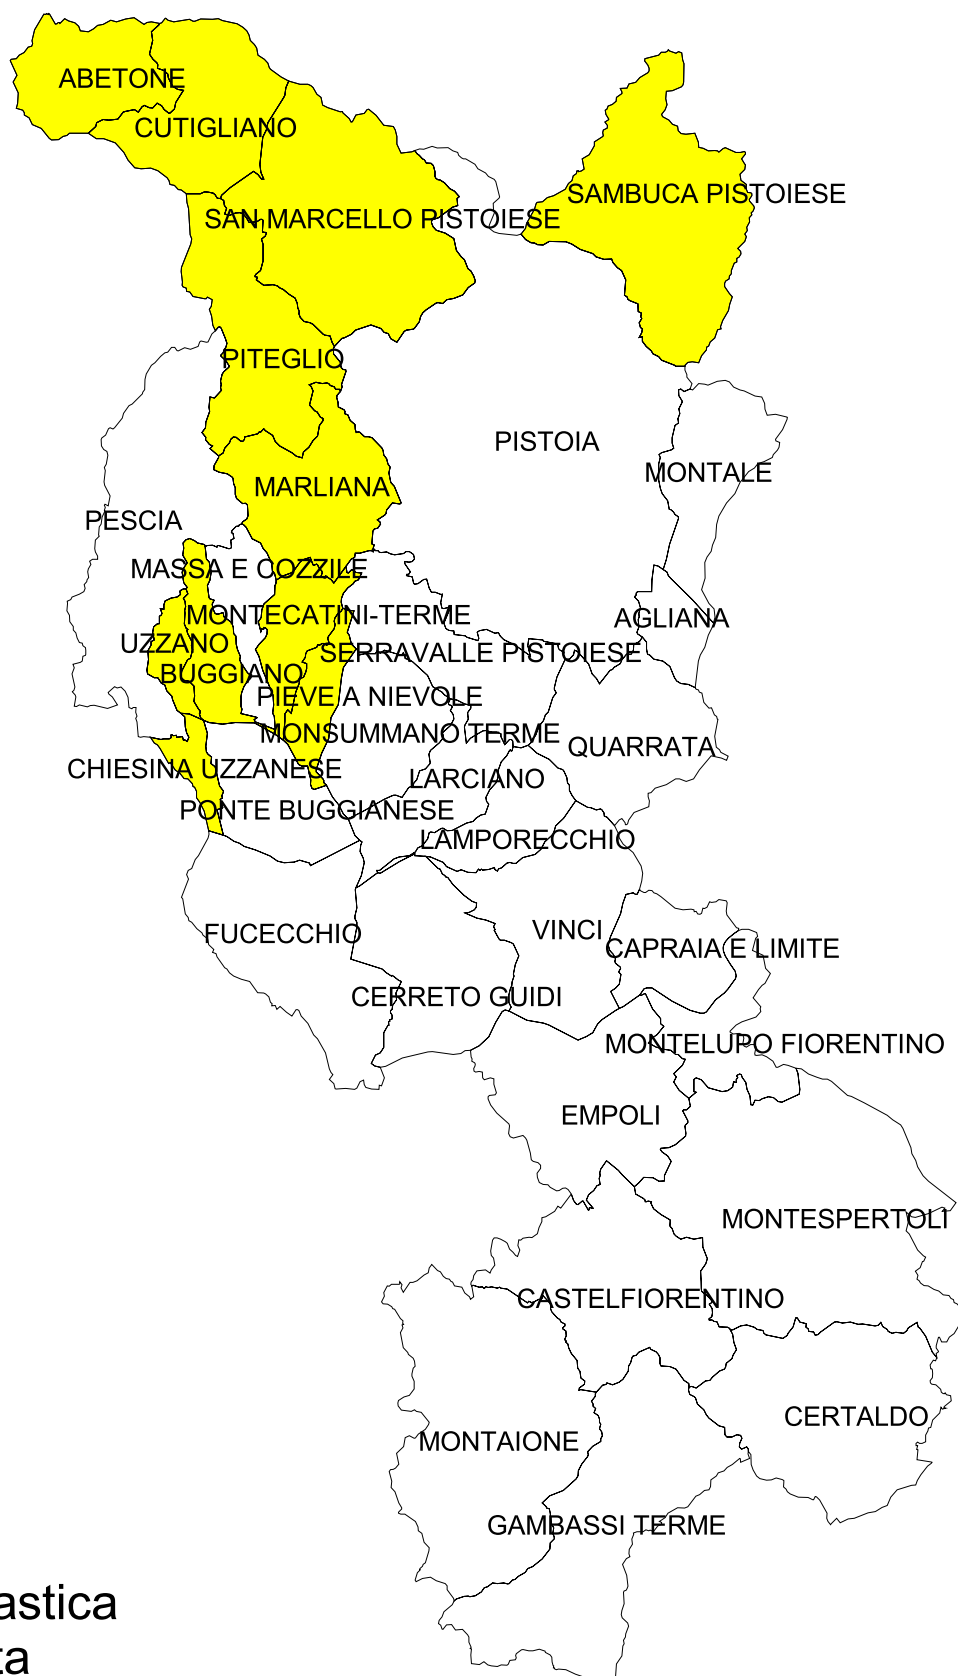 ABETONE
CUTIGLIANO
SAMBUCA PISTOIESE
SAN MARCELLO PISTOIESE
PITEGLIO
PISTOIA
MONTALE
MARLIANA
PESCIA
MASSA E COZZILE
MONTECATINI-TERME
AGLIANA
UZZANO
SERRAVALLE PISTOIESE
BUGGIANO
PIEVE A NIEVOLE
MONSUMMANO TERME
QUARRATA
CHIESINA UZZANESE
LARCIANO
PONTE BUGGIANESE
LAMPORECCHIO
FUCECCHIO
VINCI
CAPRAIA E LIMITE
CERRETO GUIDI
MONTELUPO FIORENTINO
EMPOLI
MONTESPERTOLI
CASTELFIORENTINO
CERTALDO
MONTAIONE
GAMBASSI TERME
astica
ta